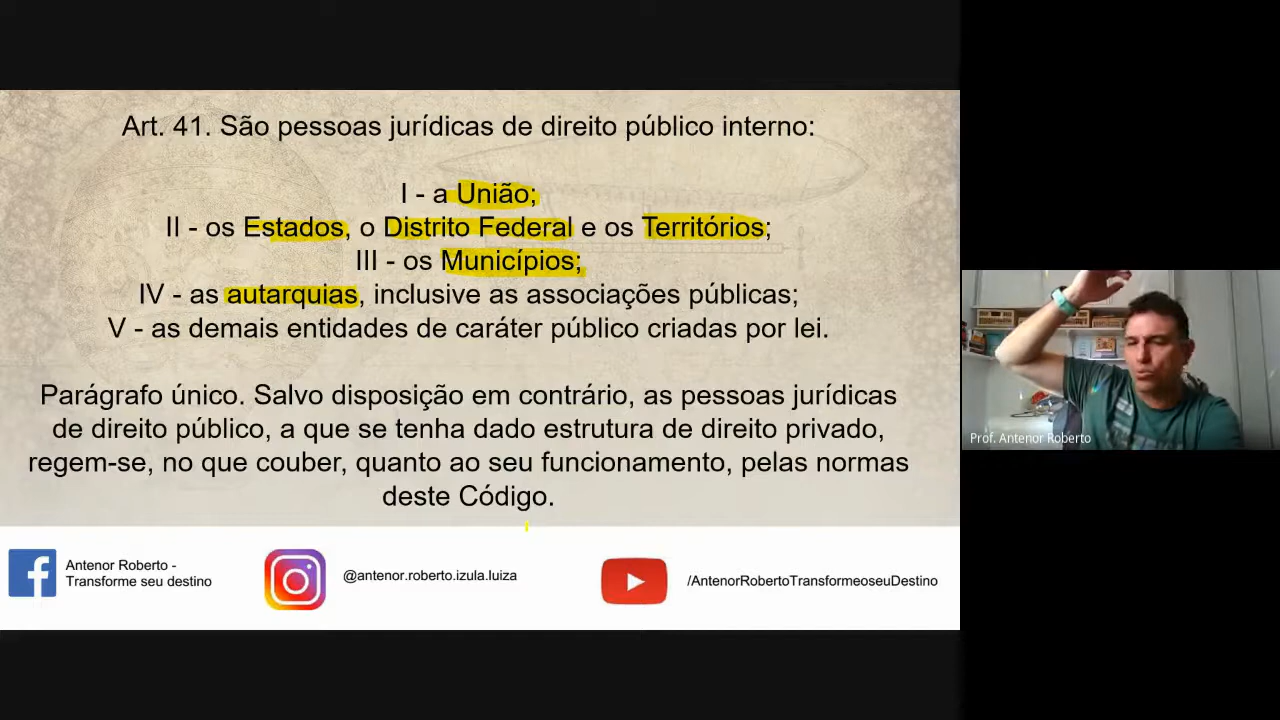 Art. 41. São pessoas jurídicas de direito público interno:
I - a União;
II - os Estados, o Distrito Federal e os Territórios;
III - os Municípios;
IV - as autarquias, inclusive as associações públicas;
V - as demais entidades de caráter público criadas por lei.
Parágrafo único. Salvo disposição em contrário, as pessoas jurídicas
de direito público, a que se tenha dado estrutura de direito privado,
regem-se, no que couber, quanto ao seu funcionamento, pelas normas
deste Código.
Antenor Roberto -
Transforme seu destino
@antenor.roberto.izula.luiza
/AntenorRobertoTransformeoseuDestino
Prof. Antenor Roberto